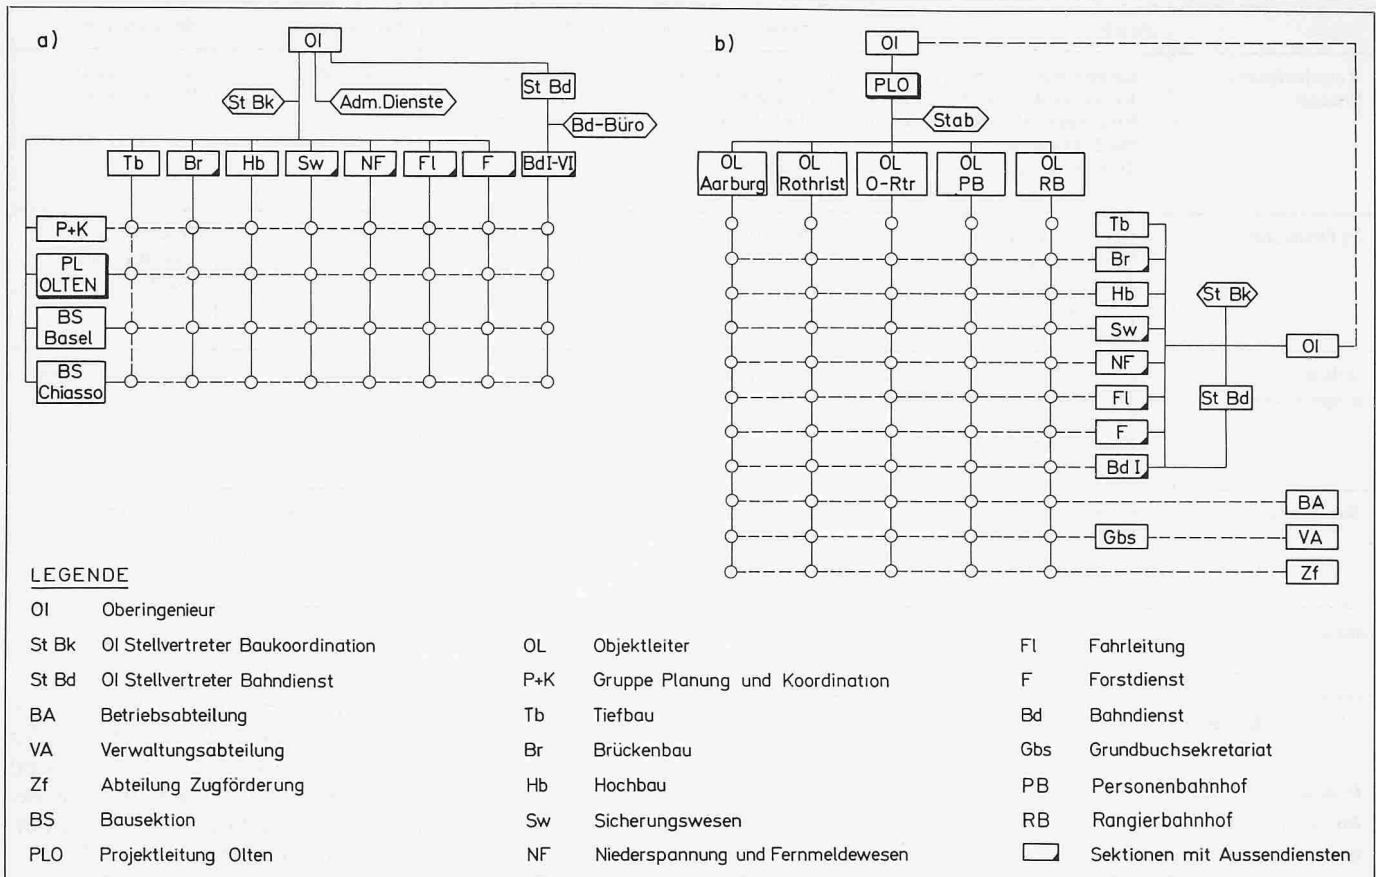 a)
OI
St Bd
St Bk
Adm.Dienste
Bd-Büro
Tb Br Hb Sw NF Fl F Bd I-VI
P+K
PL
OLTEN
BS
Basel
BS
Chiasso
b)
OI
PLO
Stab
OL OL OL OL OL
Aarburg Rothrist O-Rtr PB RB
Tb
Br
Hb
St Bk
Sw
OI
NF
Fl
St Bd
F
Bd I
BA
Gbs
VA
Zf
LEGENDE
OI Oberingenieur
St Bk OI Stellvertreter Baukoordination
St Bd OI Stellvertreter Bahndienst
BA Betriebsabteilung
VA Verwaltungsabteilung
Zf Abteilung Zugförderung
BS Bausektion
PLO Projektleitung Olten
OL Objektleiter
P+K Gruppe Planung und Koordination
Tb Tiefbau
Br Brückenbau
Hb Hochbau
Sw Sicherungswesen
NF Niederspannung und Fernmeldewesen
Fl Fahrleitung
F Forstdienst
Bd Bahndienst
Gbs Grundbuchsekretariat
PB Personenbahnhof
RB Rangierbahnhof
Sektionen mit Aussendiensten